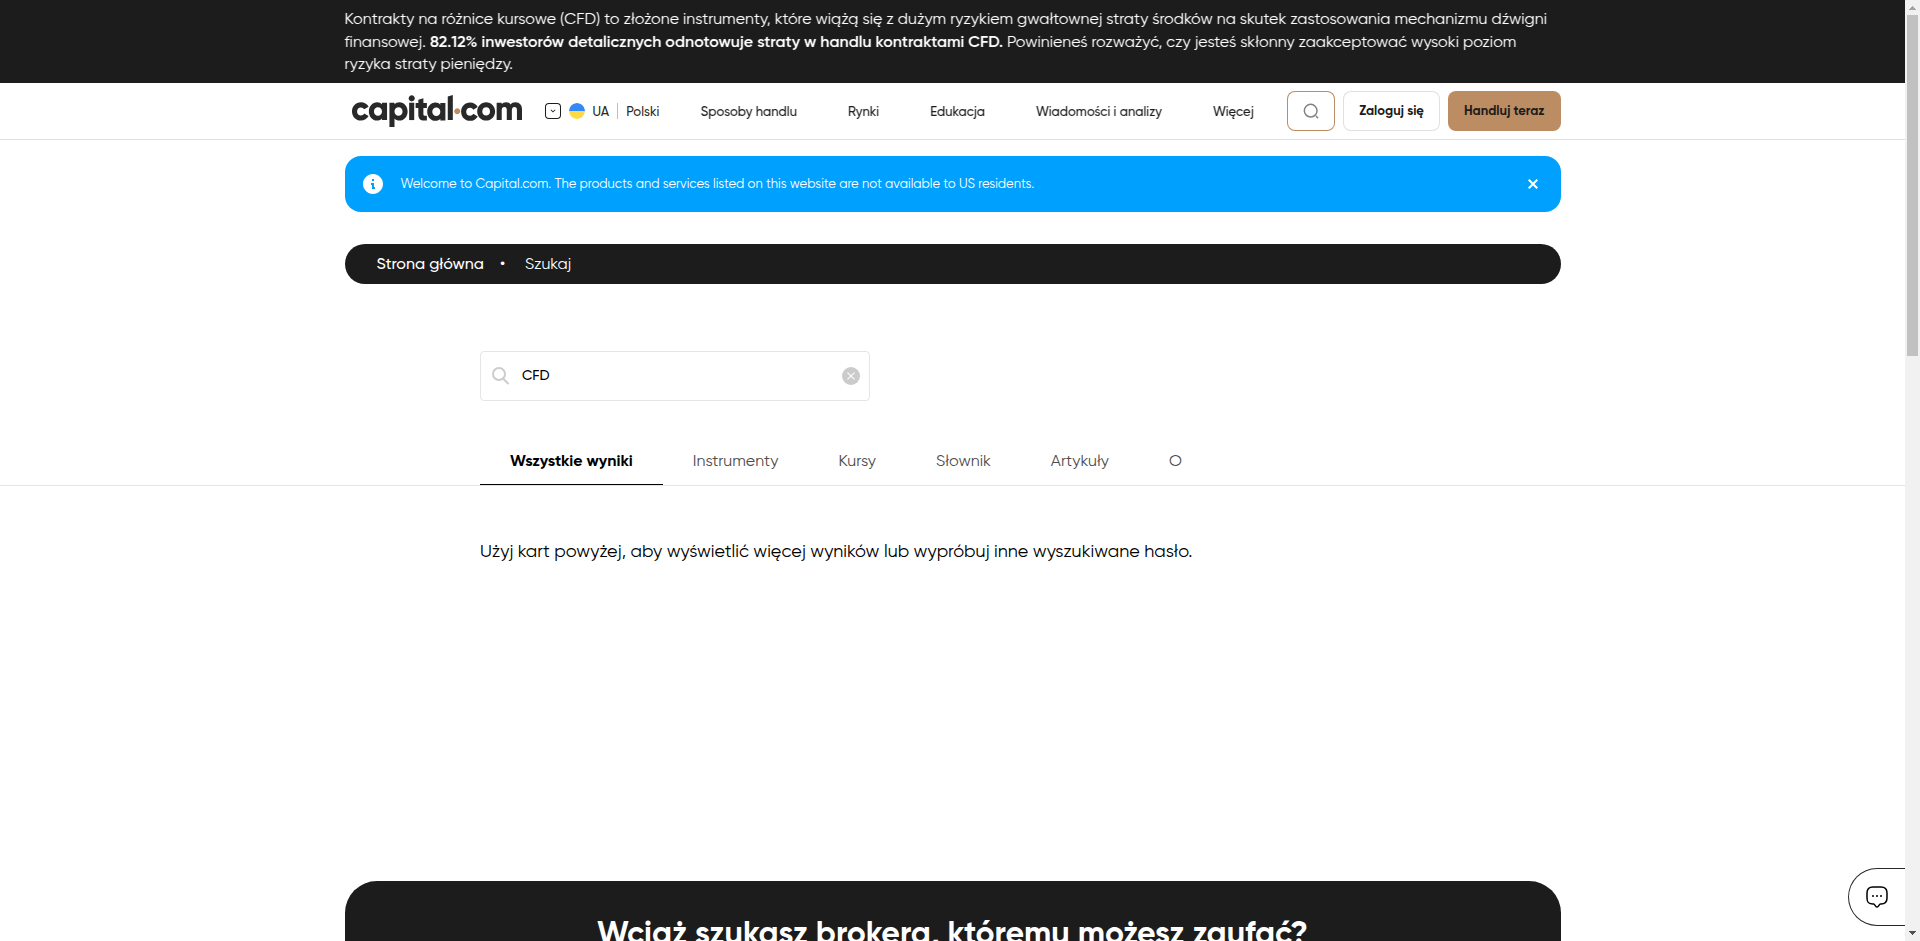 Kontrakty na różnice kursowe (CFD) to złożone instrumenty, które wiążą się z dużym ryzykiem gwałtownej straty środków na skutek zastosowania mechanizmu dźwigni
finansowej. 82.12% inwestorów detalicznych odnotowuje straty w handlu kontraktami CFD. Powinieneś rozważyć, czy jesteś skłonny zaakceptować wysoki poziom
ryzyka straty pieniędzy.
capital.com UA Polski Sposoby handlu Rynki Edukacja Wiadomości i analizy Więcej Zaloguj się Handluj teraz
Welcome to Capital.com. The products and services listed on this website are not available to US residents.
Strona główna • Szukaj
CFD
Wszystkie wyniki Instrumenty Kursy Słownik Artykuły O
Użyj kart powyżej, aby wyświetlić więcej wyników lub wypróbuj inne wyszukiwane hasło.
Wciąż szukasz brokera, któremu możesz zaufać?